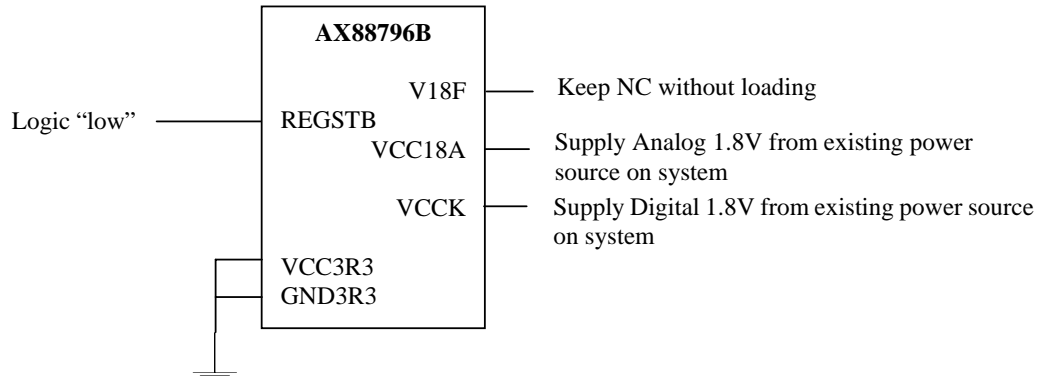 AX88796B
V18F
Keep NC without loading
Logic “low”
REGSTB
VCC18A
Supply Analog 1.8V from existing power
source on system
VCCK
Supply Digital 1.8V from existing power source
on system
VCC3R3
GND3R3